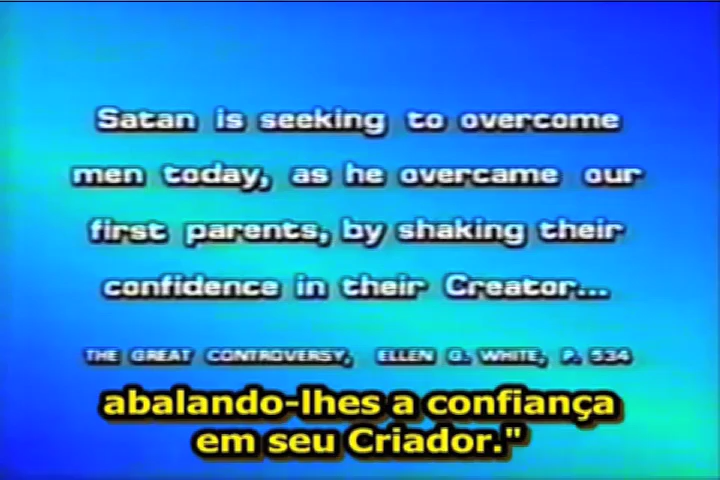 Satan is seeking to overcome
men today, as he overcame our
first parents, by shaking their
confidence in their Creator...
THE GREAT CONTROVERSY, ELLEN G. WHITE, P. 534
abalando-lhes a confiança
em seu Criador."